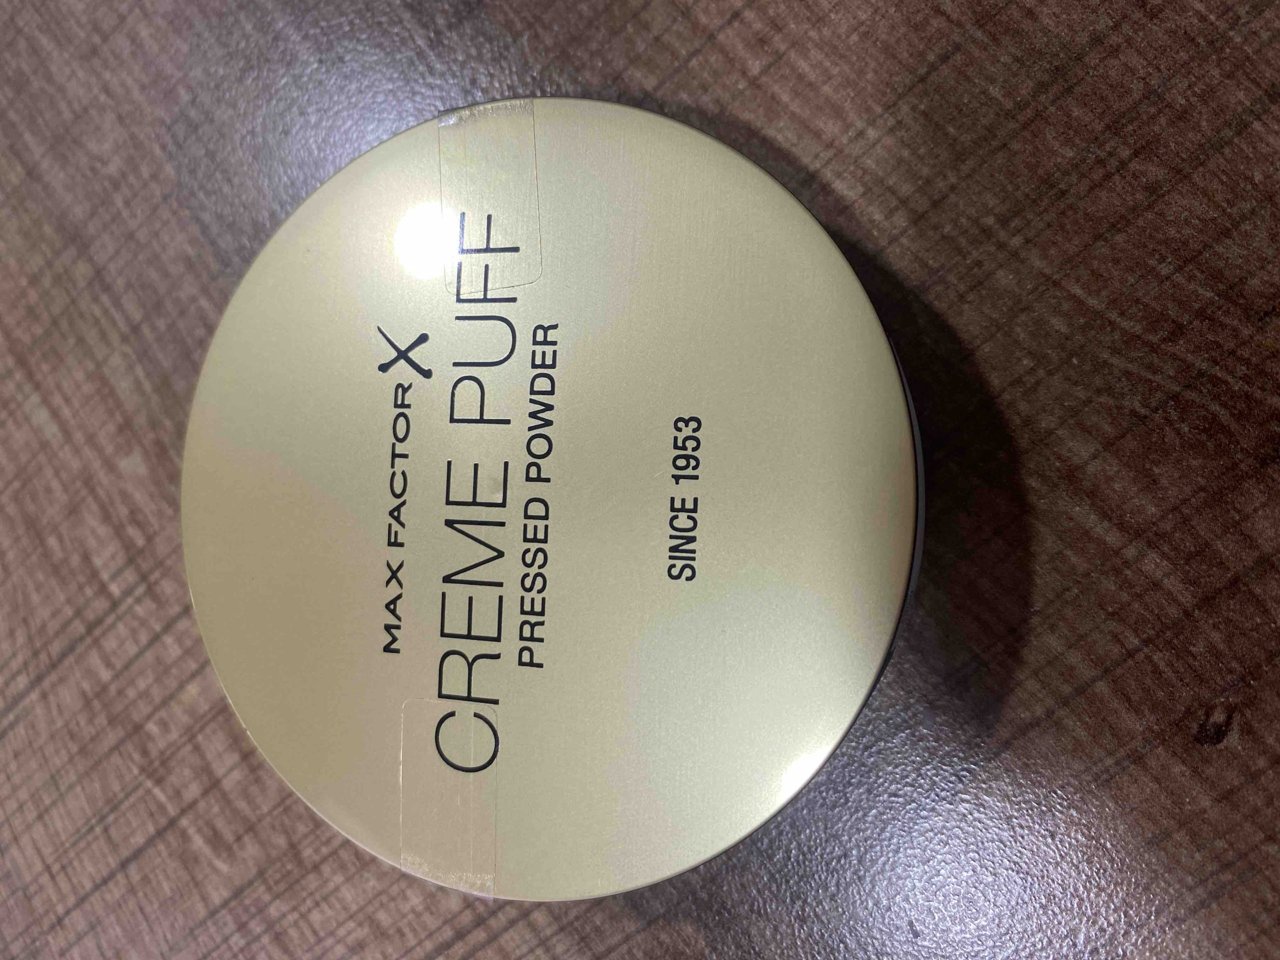 MAX FACTOR X
CREME PUFF
PRESSED POWDER
SINCE 1953